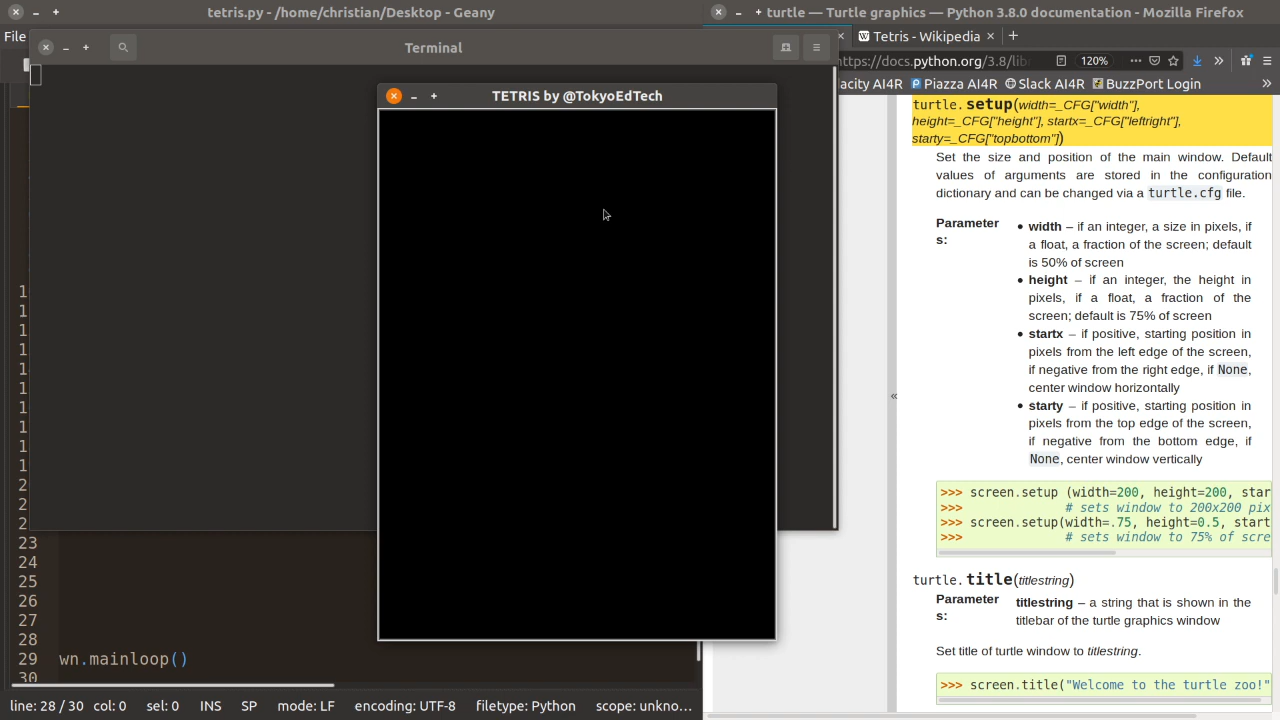 tetris.py - /home/christian/Desktop - Geany
turtle — Turtle graphics — Python 3.8.0 documentation - Mozilla Firefox
File
Terminal
Tetris - Wikipedia
https://docs.python.org/3.8/lib
120%
acity AI4R
Piazza AI4R
Slack AI4R
BuzzPort Login
TETRIS by @TokyoEdTech
turtle.setup(width=_CFG["width"],
height=_CFG["height"], startx=_CFG["leftright"],
starty=_CFG["topbottom"])
Set the size and position of the main window. Default
values of arguments are stored in the configuration
dictionary and can be changed via a turtle.cfg file.
Parameter
s:
• width – if an integer, a size in pixels, if
a float, a fraction of the screen; default
is 50% of screen
• height – if an integer, the height in
pixels, if a float, a fraction of the
screen; default is 75% of screen
• startx – if positive, starting position in
pixels from the left edge of the screen,
if negative from the right edge, if None,
center window horizontally
• starty – if positive, starting position in
pixels from the top edge of the screen,
if negative from the bottom edge, if
None, center window vertically
>>> screen.setup (width=200, height=200, star
>>> # sets window to 200x200 pix
>>> screen.setup(width=.75, height=0.5, start
>>> # sets window to 75% of scre
turtle.title(titlestring)
Parameter
s:
titlestring – a string that is shown in the
titlebar of the turtle graphics window
Set title of turtle window to titlestring.
>>> screen.title("Welcome to the turtle zoo!"
23
24
25
26
27
28
29 wn.mainloop()
30
line: 28 / 30 col: 0 sel: 0 INS SP mode: LF encoding: UTF-8 filetype: Python scope: unkno...